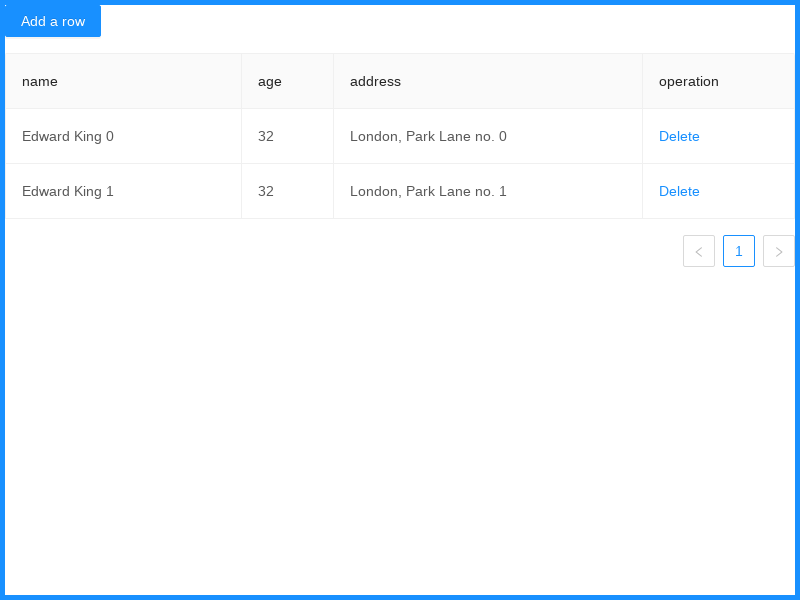 Add a row
name age address operation
Edward King 0 32 London, Park Lane no. 0 Delete
Edward King 1 32 London, Park Lane no. 1 Delete
1